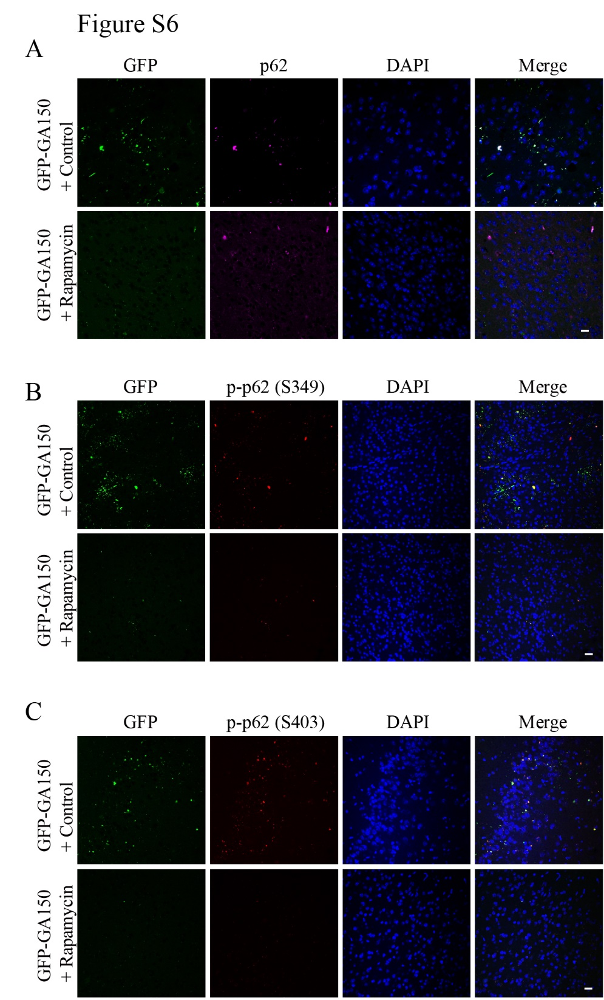 Figure S6
A
GFP
p62
DAPI
Merge
GFP-GA150
+ Control
GFP-GA150
+ Rapamycin
B
GFP
p-p62 (S349)
DAPI
Merge
GFP-GA150
+ Control
GFP-GA150
+ Rapamycin
C
GFP
p-p62 (S403)
DAPI
Merge
GFP-GA150
+ Control
GFP-GA150
+ Rapamycin